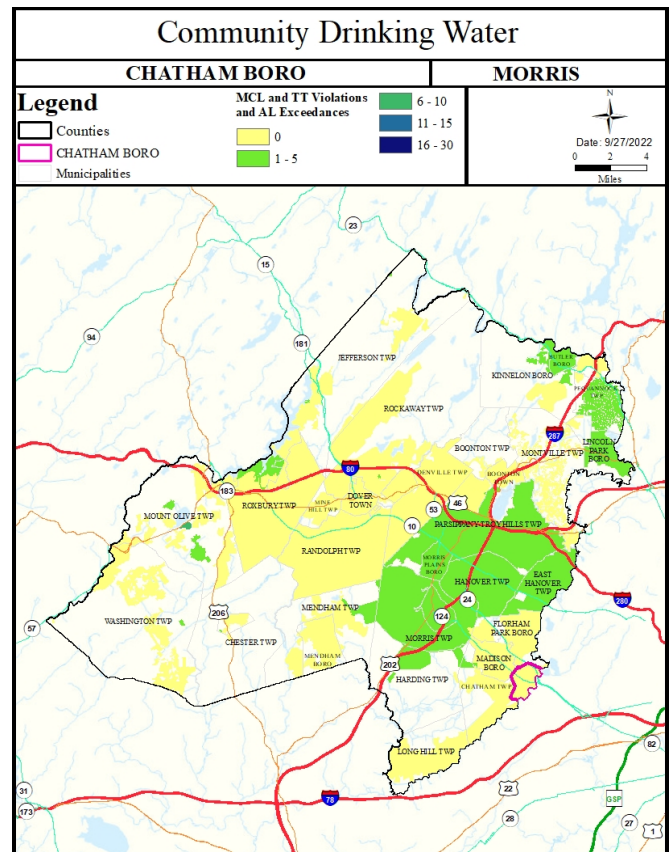 Community Drinking Water
CHATHAM BORO
MORRIS
Legend
Counties
CHATHAM BORO
Municipalities
MCL and TT Violations
and AL Exceedances
0
1 - 5
6 - 10
11 - 15
16 - 30
N
Date: 9/27/2022
0 2 4
Miles
23
15
94
181
JEFFERSON TWP
BUTLER
BORO
KINNELON BORO
PEQUANNOCK
TWP
ROCKAWAY TWP
287
LINCOLN
PARK
BORO
BOONTON TWP
MONTVILLE TWP
80
DENVILLE TWP
BOONTON
TOWN
183
46
DOVER
TOWN
MINE
HILL TWP
ROXBURY TWP
53
MOUNT OLIVE TWP
10
PARSIPPANY-TROY HILLS TWP
RANDOLPH TWP
MORRIS
PLAINS
BORO
HANOVER TWP
EAST
HANOVER
TWP
280
24
206
MENDHAM TWP
WASHINGTON TWP
57
124
FLORHAM
PARK BORO
CHESTER TWP
MORRIS TWP
MENDHAM
BORO
202
MADISON
BORO
HARDING TWP
CHATHAM TWP
LONG HILL TWP
82
31
173
78
22
28
GSP
27
1